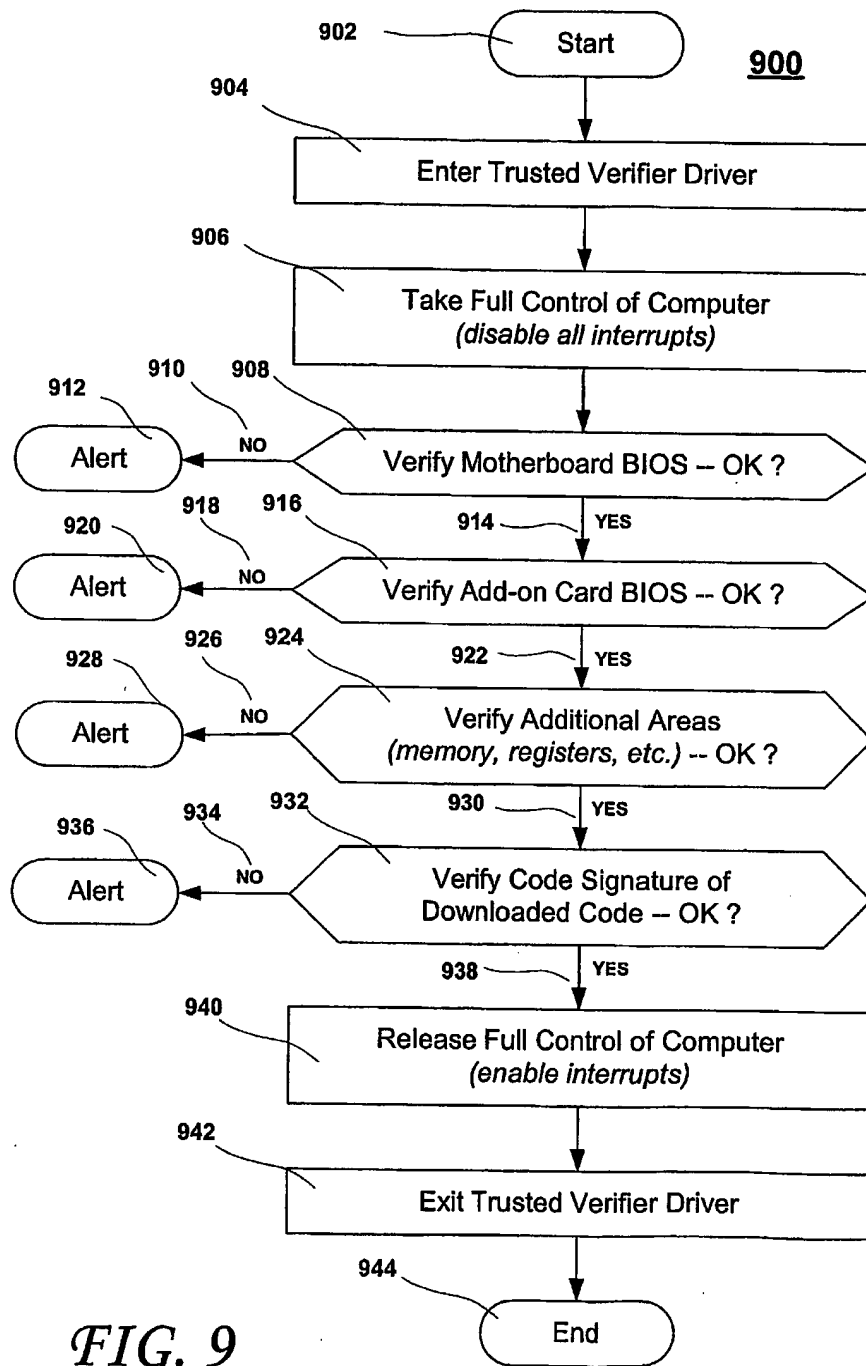 902
Start
900
904
Enter Trusted Verifier Driver
906
Take Full Control of Computer
(disable all interrupts)
910
908
912
Alert
NO
Verify Motherboard BIOS -- OK ?
914
YES
918
916
920
Alert
NO
Verify Add-on Card BIOS -- OK ?
922
YES
926
924
928
Alert
NO
Verify Additional Areas
(memory, registers, etc.) -- OK ?
930
YES
934
932
936
Alert
NO
Verify Code Signature of
Downloaded Code -- OK ?
938
YES
940
Release Full Control of Computer
(enable interrupts)
942
Exit Trusted Verifier Driver
944
End
FIG. 9